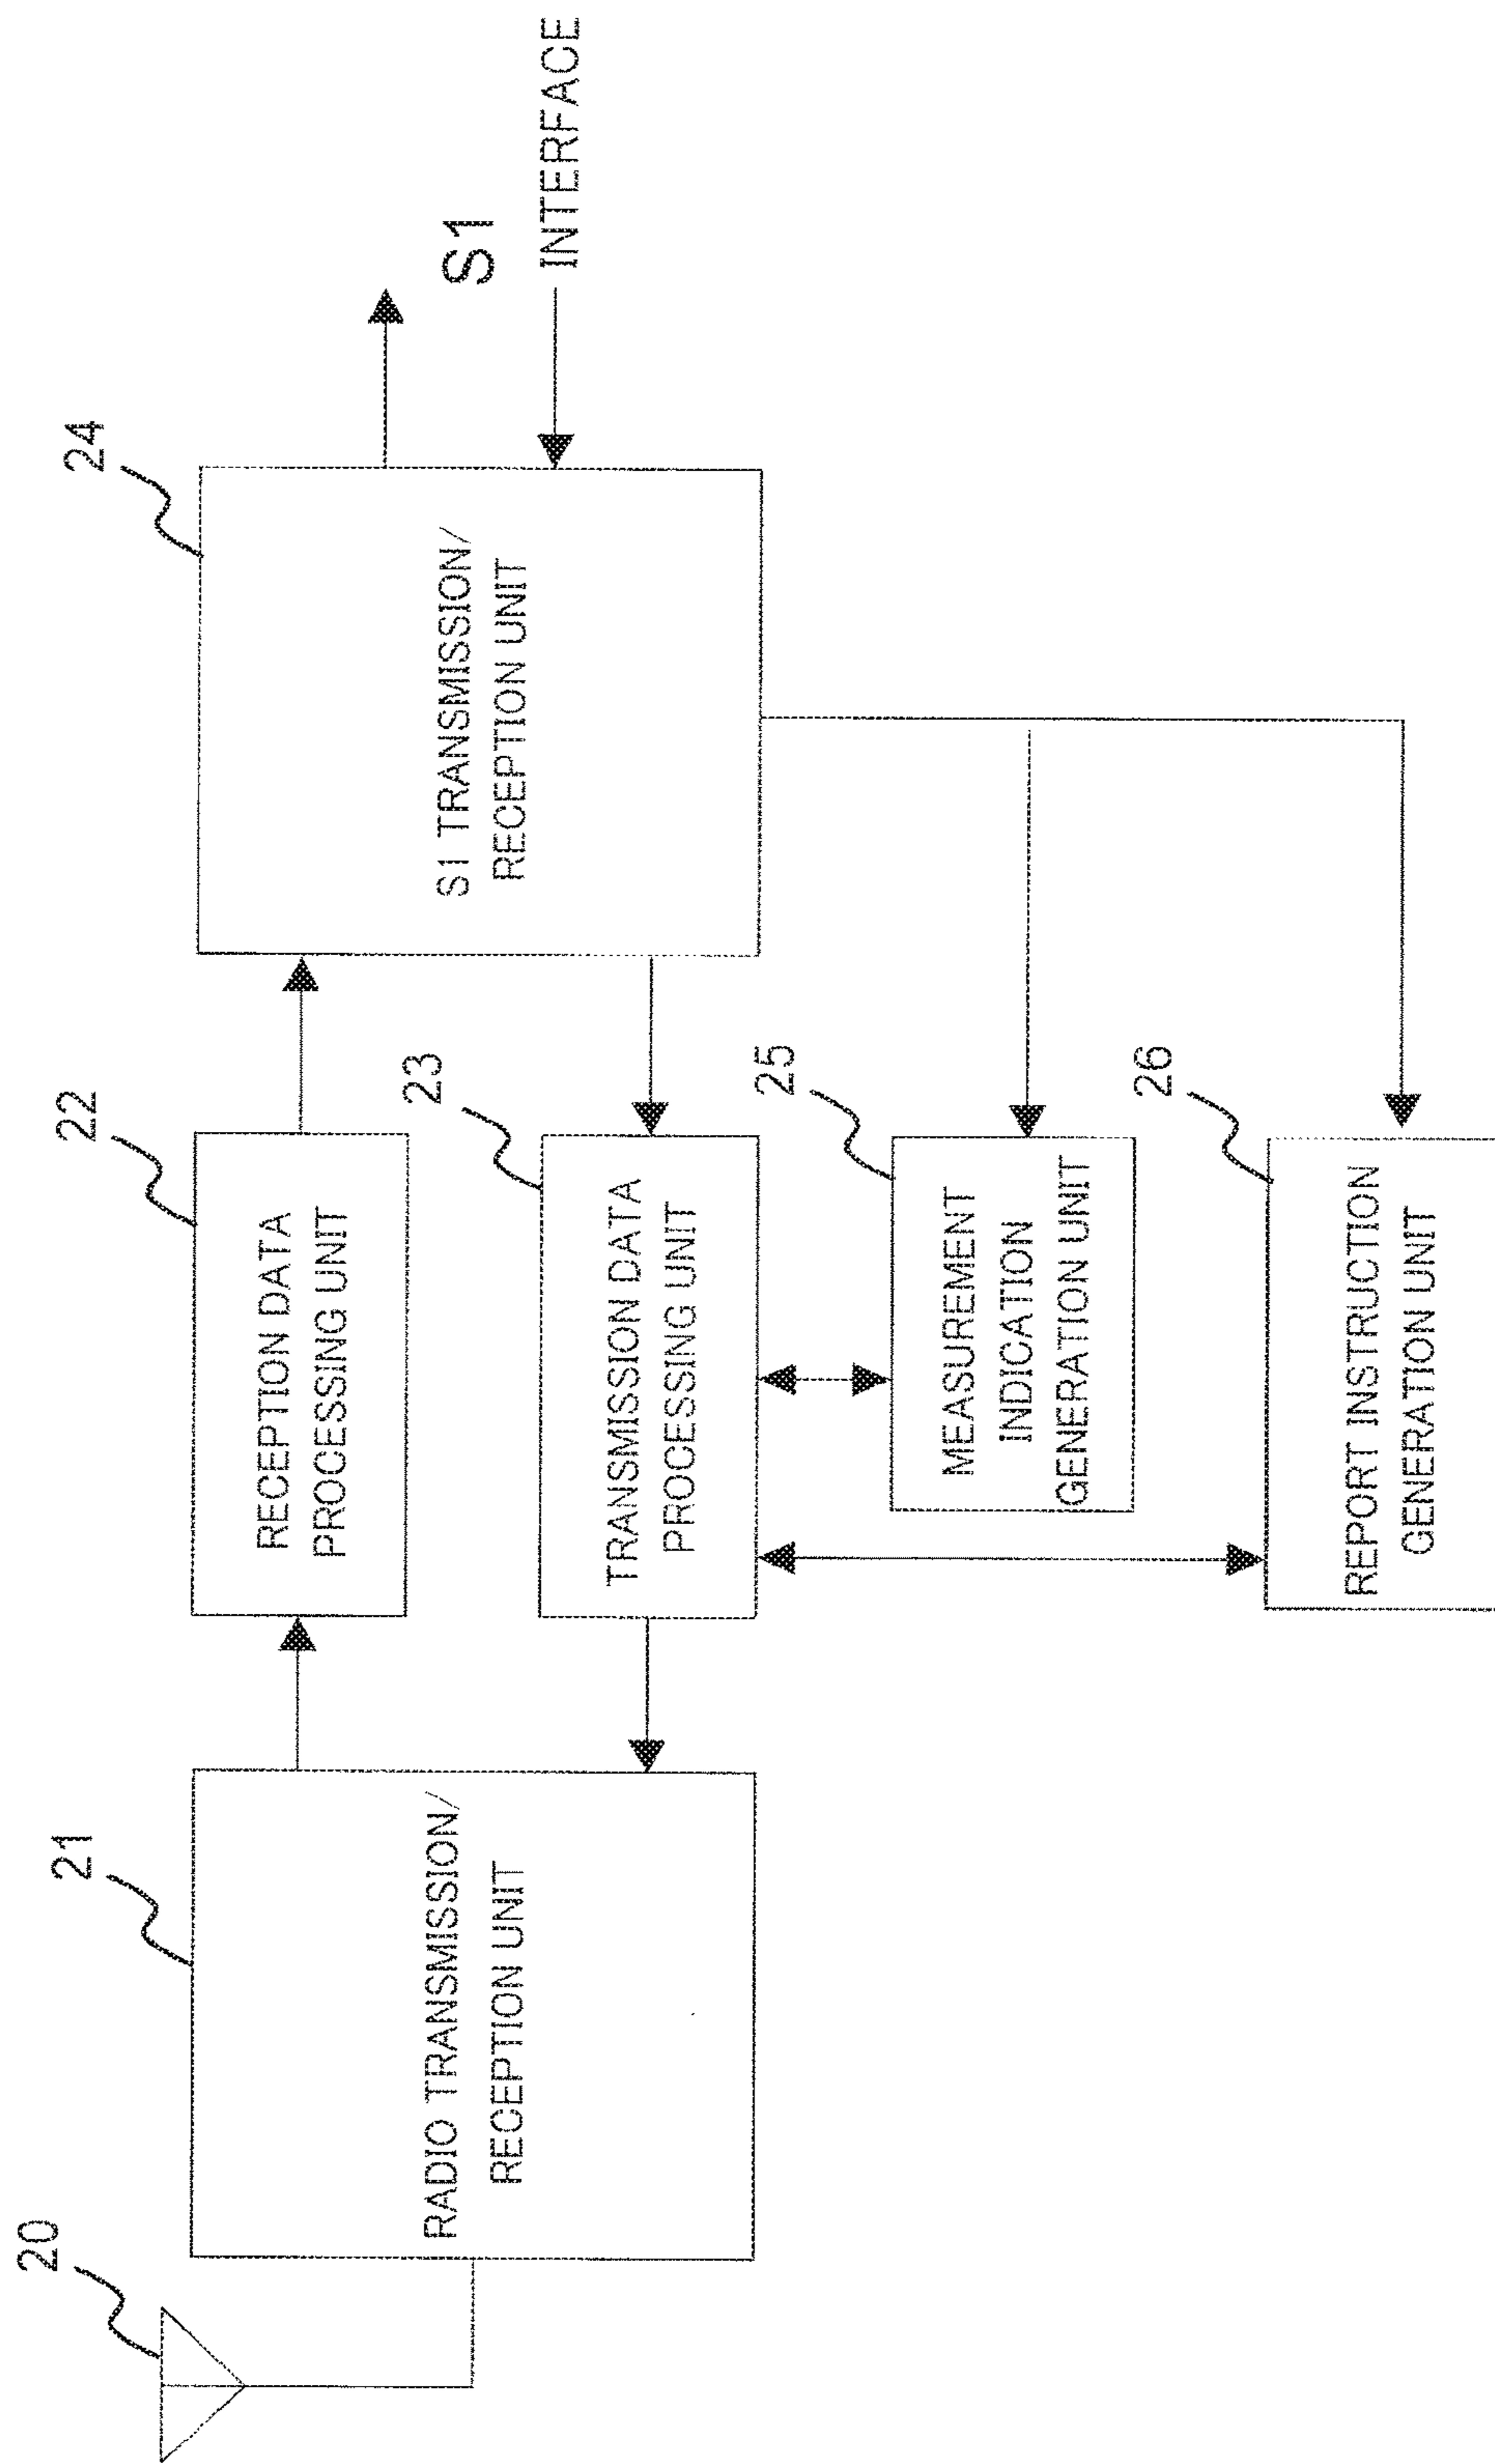 20
21
RADIO TRANSMISSION/
RECEPTION UNIT
22
RECEPTION DATA
PROCESSING UNIT
23
TRANSMISSION DATA
PROCESSING UNIT
24
S1 TRANSMISSION/
RECEPTION UNIT
S1
INTERFACE
25
MEASUREMENT
INDICATION
GENERATION UNIT
26
REPORT INSTRUCTION
GENERATION UNIT